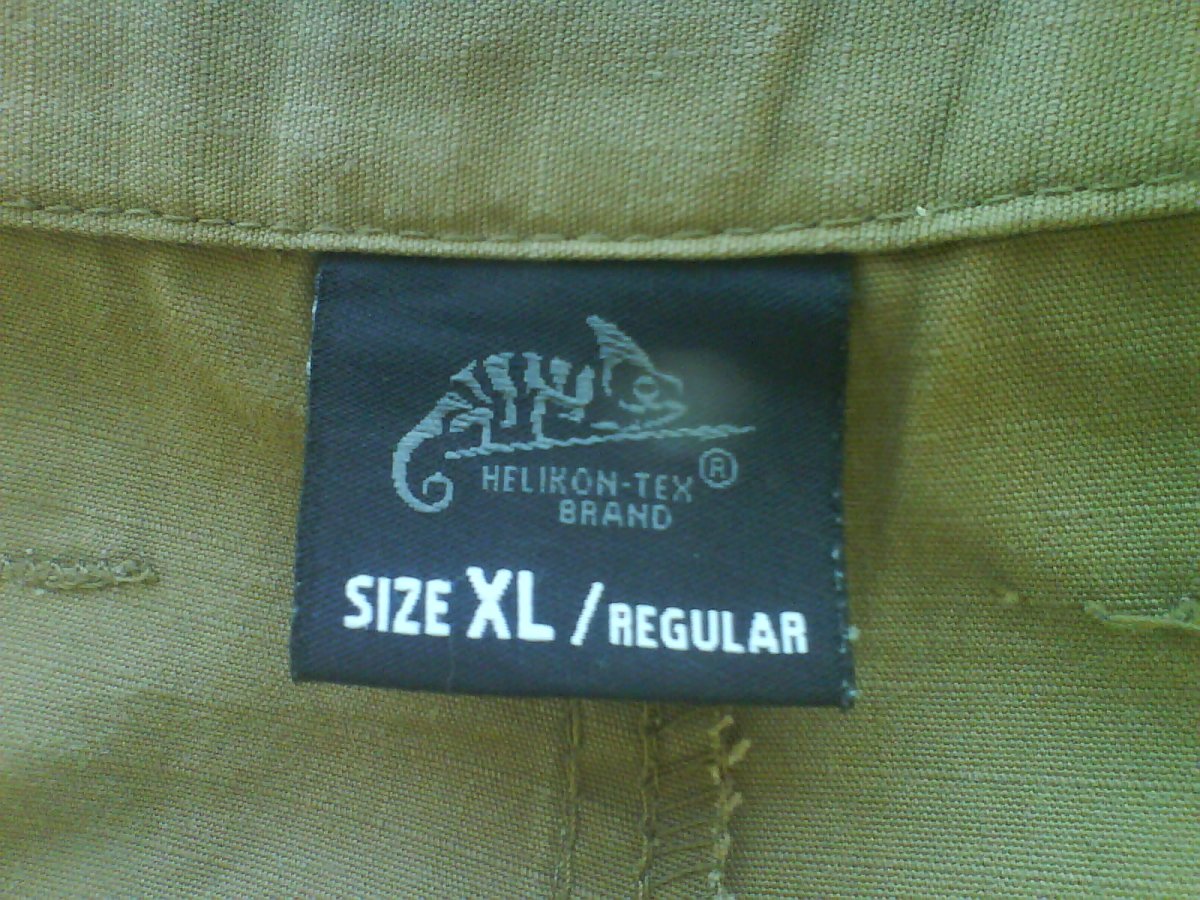 HELIKON-TEX®
BRAND
SIZE XL / REGULAR